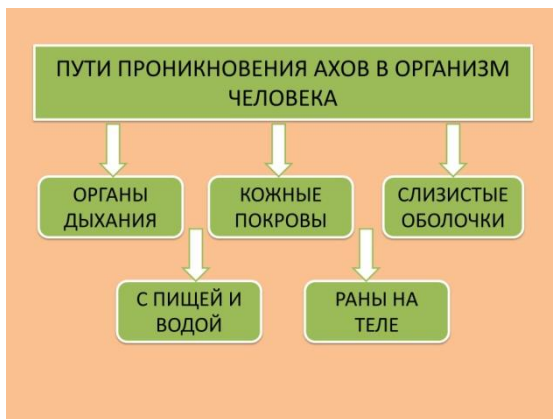 ПУТИ ПРОНИКНОВЕНИЯ АХОВ В ОРГАНИЗМ
ЧЕЛОВЕКА
ОРГАНЫ
ДЫХАНИЯ
КОЖНЫЕ
ПОКРОВЫ
СЛИЗИСТЫЕ
ОБОЛОЧКИ
С ПИЩЕЙ И
ВОДОЙ
РАНЫ НА
ТЕЛЕ